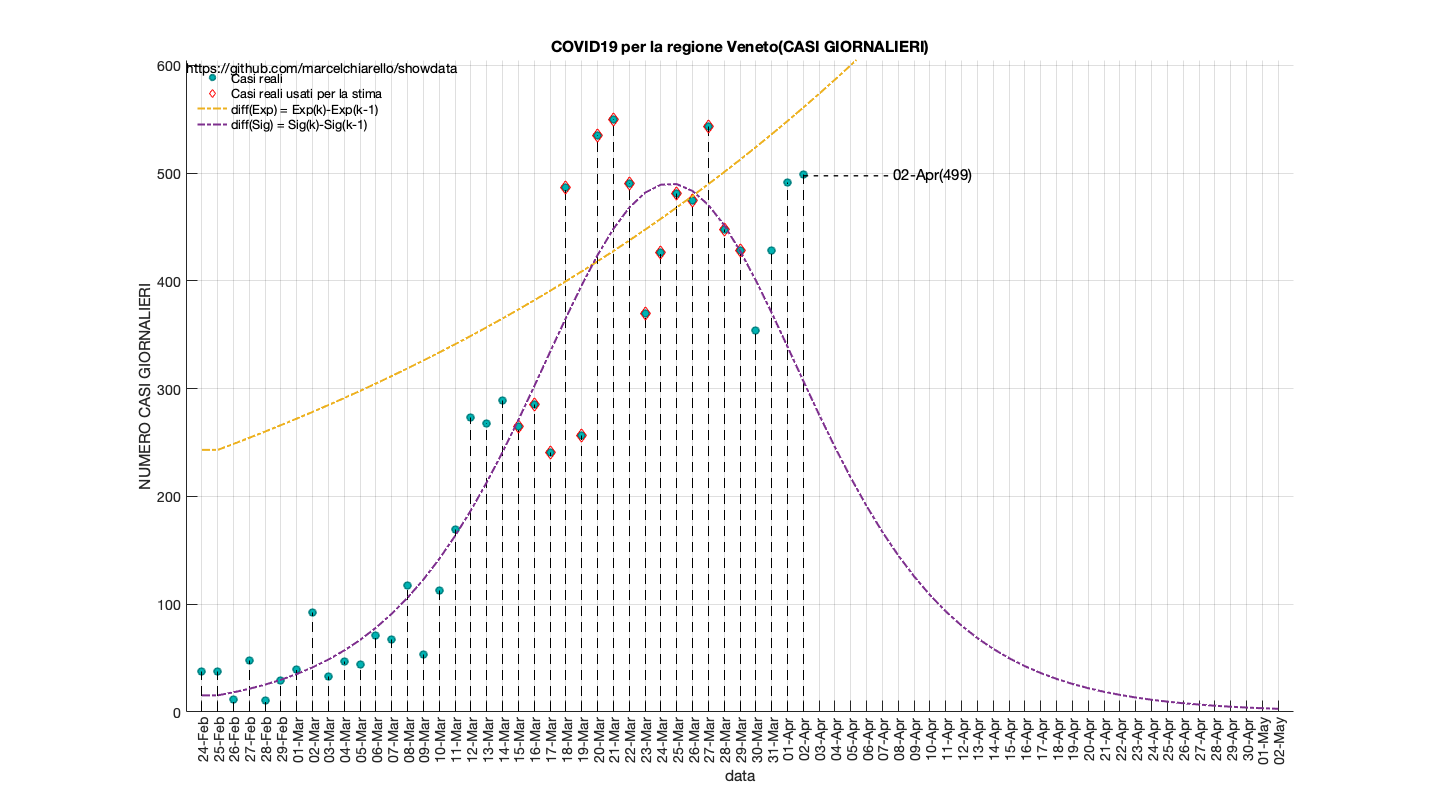 COVID19 per la regione Veneto(CASI GIORNALIERI)
https://github.com/marcelchiarello/showdata
Casi reali
Casi reali usati per la stima
diff(Exp) = Exp(k)-Exp(k-1)
diff(Sig) = Sig(k)-Sig(k-1)
600
500
400
300
200
100
0
NUMERO CASI GIORNALIERI
02-Apr(499)
24-Feb
25-Feb
26-Feb
27-Feb
28-Feb
29-Feb
01-Mar
02-Mar
03-Mar
04-Mar
05-Mar
06-Mar
07-Mar
08-Mar
09-Mar
10-Mar
11-Mar
12-Mar
13-Mar
14-Mar
15-Mar
16-Mar
17-Mar
18-Mar
19-Mar
20-Mar
21-Mar
22-Mar
23-Mar
24-Mar
25-Mar
26-Mar
27-Mar
28-Mar
29-Mar
30-Mar
31-Mar
01-Apr
02-Apr
03-Apr
04-Apr
05-Apr
06-Apr
07-Apr
08-Apr
09-Apr
10-Apr
11-Apr
12-Apr
13-Apr
14-Apr
15-Apr
16-Apr
17-Apr
18-Apr
19-Apr
20-Apr
21-Apr
22-Apr
23-Apr
24-Apr
25-Apr
26-Apr
27-Apr
28-Apr
29-Apr
30-Apr
01-May
02-May
data